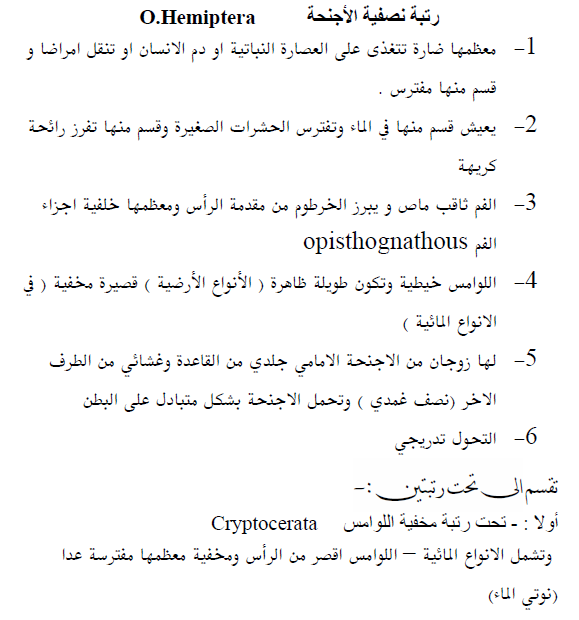 رتبة نصفية الأجنحة O.Hemiptera
1- معظمها ضارة تتغذى على العصارة النباتية او دم الانسان او تنقل امراضا و
قسم منها مفترس .
2- يعيش قسم منها في الماء وتفترس الحشرات الصغيرة وقسم منها تفرز رائحة
كريهة
3- الفم ثاقب ماص و يبرز الخرطوم من مقدمة الرأس ومعظمها خلفية اجزاء
الفم opisthognathous
4- اللوامس خيطية وتكون طويلة ظاهرة ( الأنواع الأرضية ) قصيرة مخفية ( في
الانواع المائية )
5- لها زوجان من الاجنحة الامامي جلدي من القاعدة وغشائي من الطرف
الاخر (نصف غمدي ) وتحمل الاجنحة بشكل متبادل على البطن
6- التحول تدريجي
تقسم الى تحت رتبتين :-
أولا : - تحت رتبة مخفية اللوامس Cryptocerata
وتشمل الانواع المائية – اللوامس اقصر من الرأس ومخفية معظمها مفترسة عدا
(نوتي الماء)